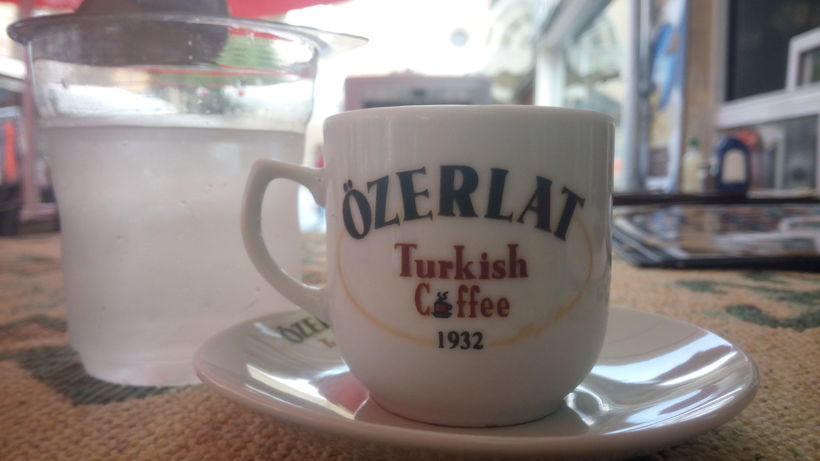 ÖZERLAT
Turkish
Coffee
1932